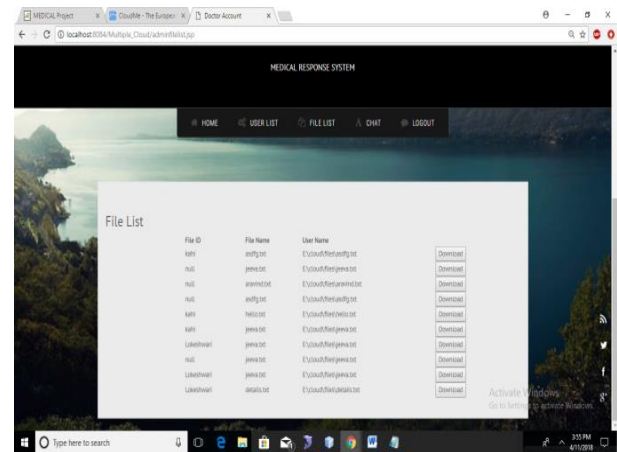 MEDICAL Project CloudMe - The European Doctor Account
localhost:8084/Multiple_Cloud/adminfilelist.jsp
MEDICAL RESPONSE SYSTEM
HOME USER LIST FILE LIST CHAT LOGOUT
File List
File ID File Name User Name
kathi asdfg.txt E:\cloud\files\asdfg.txt Download
null jeeva.txt E:\cloud\files\jeeva.txt Download
null aravind.txt E:\cloud\files\aravind.txt Download
null asdfg.txt E:\cloud\files\asdfg.txt Download
kathi hello.txt E:\cloud\files\hello.txt Download
kathi jeeva.txt E:\cloud\files\jeeva.txt Download
Lokeshwari jeeva.txt E:\cloud\files\jeeva.txt Download
null jeeva.txt E:\cloud\files\jeeva.txt Download
Lokeshwari jeeva.txt E:\cloud\files\jeeva.txt Download
Lokeshwari details.txt E:\cloud\files\details.txt Download
Activate Windows
Go to Settings to activate Windows.
Type here to search
3:55 PM
4/11/2018